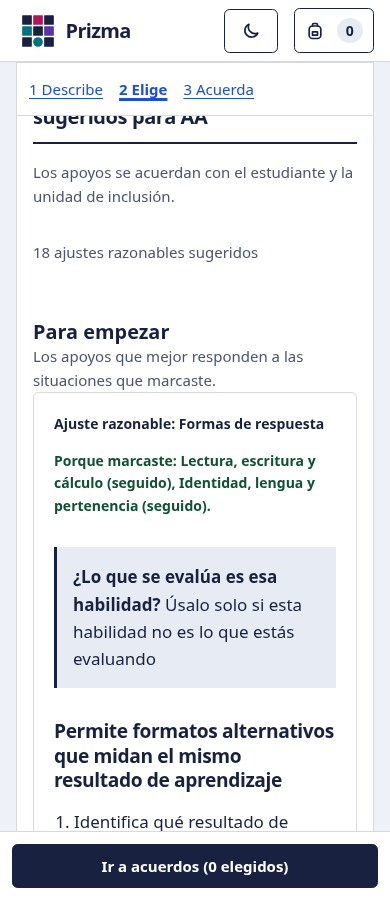 Prizma
0
1 Describe 2 Elige 3 Acuerda
sugeridos para AA
Los apoyos se acuerdan con el estudiante y la
unidad de inclusión.
18 ajustes razonables sugeridos
Para empezar
Los apoyos que mejor responden a las
situaciones que marcaste.
Ajuste razonable: Formas de respuesta
Porque marcaste: Lectura, escritura y
cálculo (seguido), Identidad, lengua y
pertenencia (seguido).
¿Lo que se evalúa es esa
habilidad? Úsalo solo si esta
habilidad no es lo que estás
evaluando
Permite formatos alternativos
que midan el mismo
resultado de aprendizaje
1. Identifica qué resultado de
Ir a acuerdos (0 elegidos)